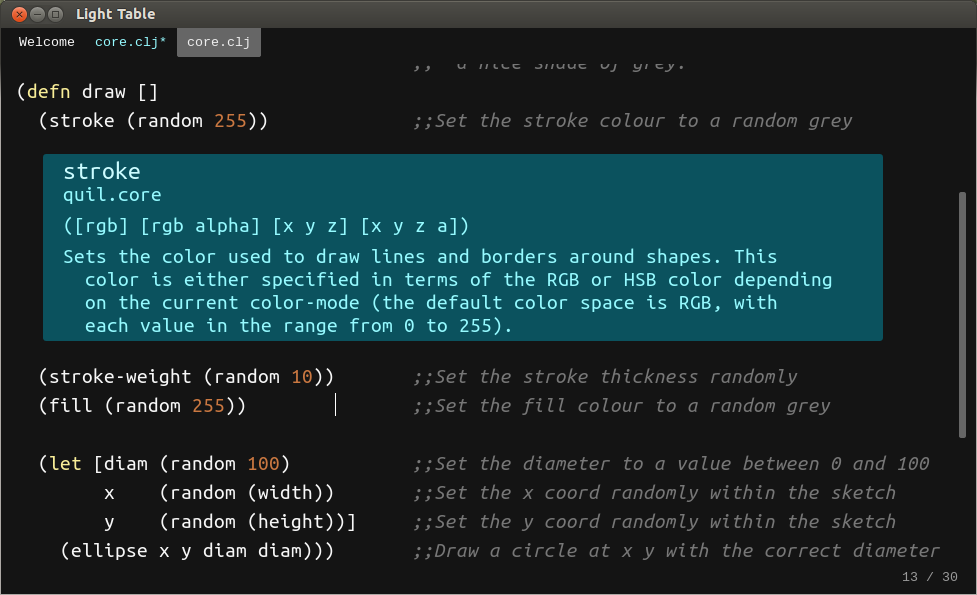 Light Table
Welcome core.clj* core.clj
;; a nice shade of grey.
(defn draw []
(stroke (random 255)) ;;Set the stroke colour to a random grey
stroke
quil.core
([rgb] [rgb alpha] [x y z] [x y z a])
Sets the color used to draw lines and borders around shapes. This
color is either specified in terms of the RGB or HSB color depending
on the current color-mode (the default color space is RGB, with
each value in the range from 0 to 255).
(stroke-weight (random 10)) ;;Set the stroke thickness randomly
(fill (random 255)) ;;Set the fill colour to a random grey
(let [diam (random 100) ;;Set the diameter to a value between 0 and 100
x (random (width)) ;;Set the x coord randomly within the sketch
y (random (height))] ;;Set the y coord randomly within the sketch
(ellipse x y diam diam))) ;;Draw a circle at x y with the correct diameter
13 / 30